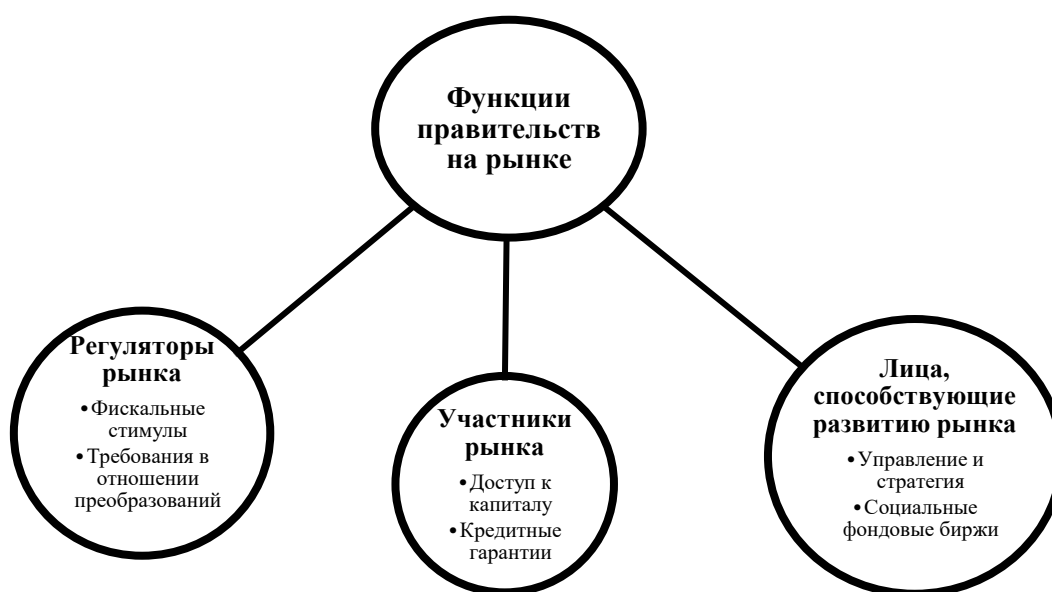 Функции
правительств
на рынке
Регуляторы
рынка
•Фискальные
стимулы
•Требования в
отношении
преобразований
Участники
рынка
•Доступ к
капиталу
•Кредитные
гарантии
Лица,
способствующие
развитию рынка
•Управление и
стратегия
•Социальные
фондовые биржи